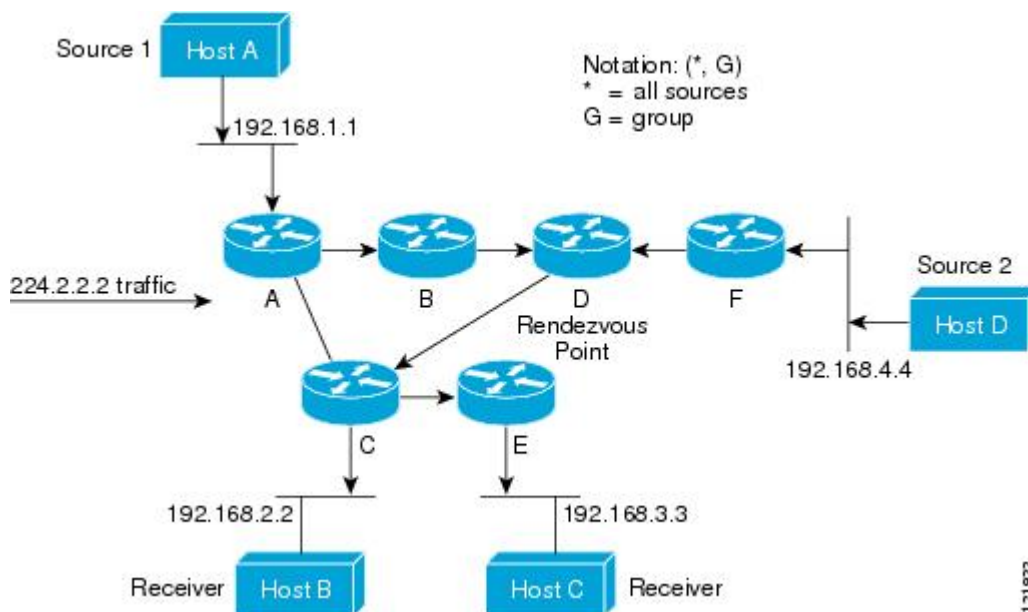 Source 1
Host A
Notation: (*, G)
* = all sources
G = group
192.168.1.1
Source 2
224.2.2.2 traffic
A
B
D
F
Host D
Rendezvous
Point
192.168.4.4
C
E
192.168.2.2
192.168.3.3
Receiver
Host B
Host C
Receiver